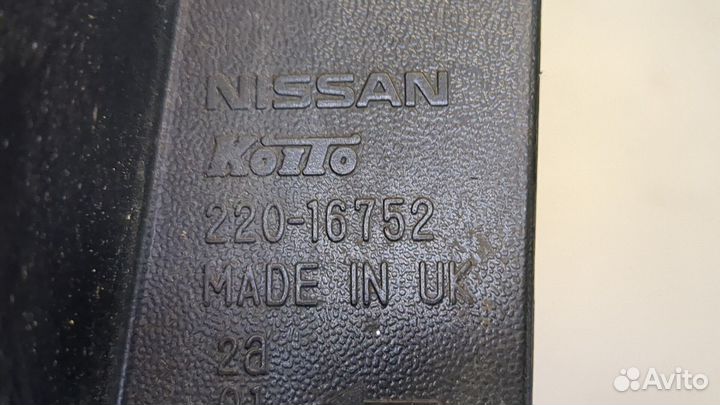 NISSAN
KOITO
220-16752
MADE IN UK
2a
Avito